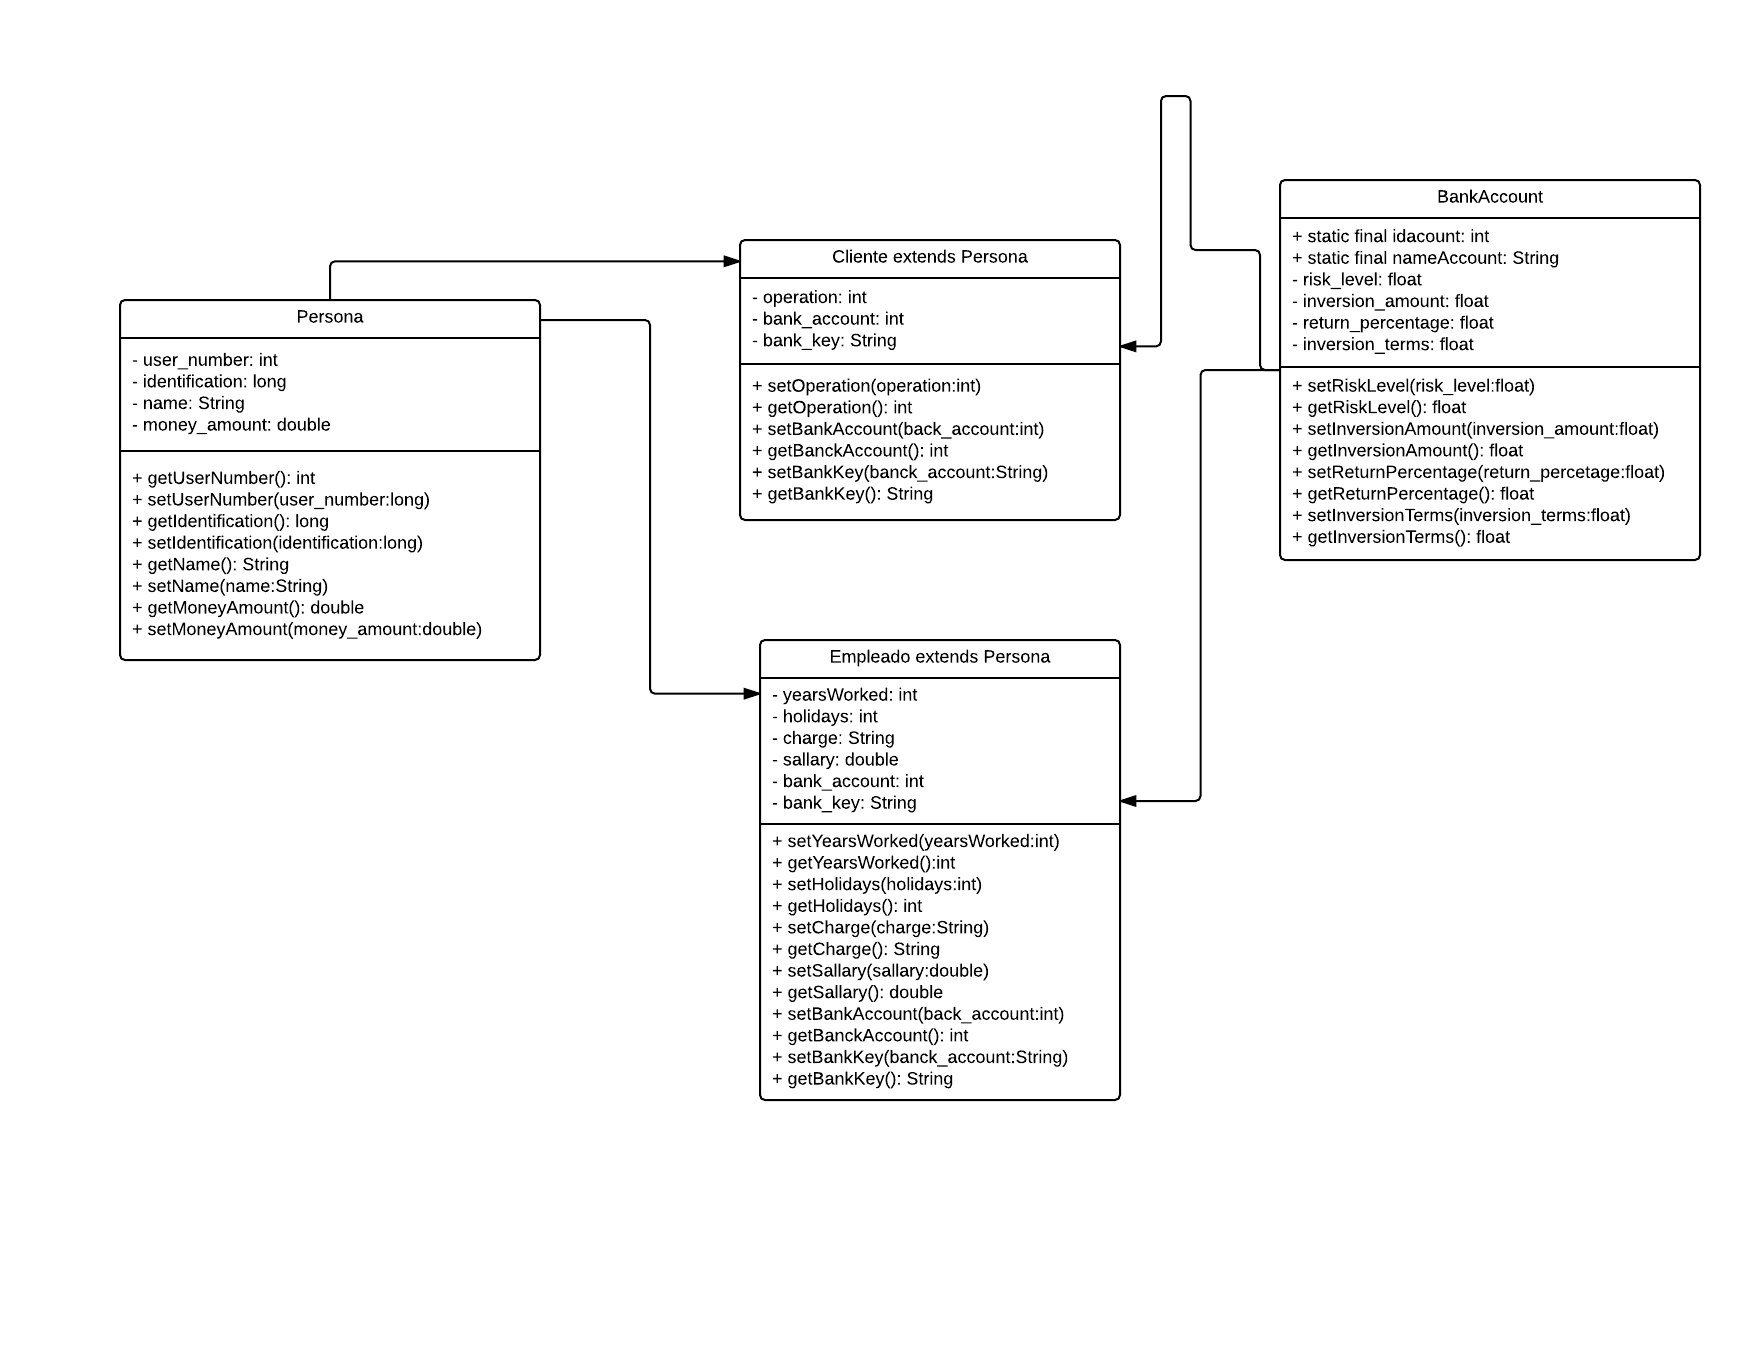 Persona
- user_number: int
- identification: long
- name: String
- money_amount: double
+ getUserNumber(): int
+ setUserNumber(user_number:long)
+ getIdentification(): long
+ setIdentification(identification:long)
+ getName(): String
+ setName(name:String)
+ getMoneyAmount(): double
+ setMoneyAmount(money_amount:double)
Cliente extends Persona
- operation: int
- bank_account: int
- bank_key: String
+ setOperation(operation:int)
+ getOperation(): int
+ setBankAccount(back_account:int)
+ getBanckAccount(): int
+ setBankKey(banck_account:String)
+ getBankKey(): String
BankAccount
+ static final idacount: int
+ static final nameAccount: String
- risk_level: float
- inversion_amount: float
- return_percentage: float
- inversion_terms: float
+ setRiskLevel(risk_level:float)
+ getRiskLevel(): float
+ setInversionAmount(inversion_amount:float)
+ getInversionAmount(): float
+ setReturnPercentage(return_percetage:float)
+ getReturnPercentage(): float
+ setInversionTerms(inversion_terms:float)
+ getInversionTerms(): float
Empleado extends Persona
- yearsWorked: int
- holidays: int
- charge: String
- sallary: double
- bank_account: int
- bank_key: String
+ setYearsWorked(yearsWorked:int)
+ getYearsWorked():int
+ setHolidays(holidays:int)
+ getHolidays(): int
+ setCharge(charge:String)
+ getCharge(): String
+ setSallary(sallary:double)
+ getSallary(): double
+ setBankAccount(back_account:int)
+ getBanckAccount(): int
+ setBankKey(banck_account:String)
+ getBankKey(): String